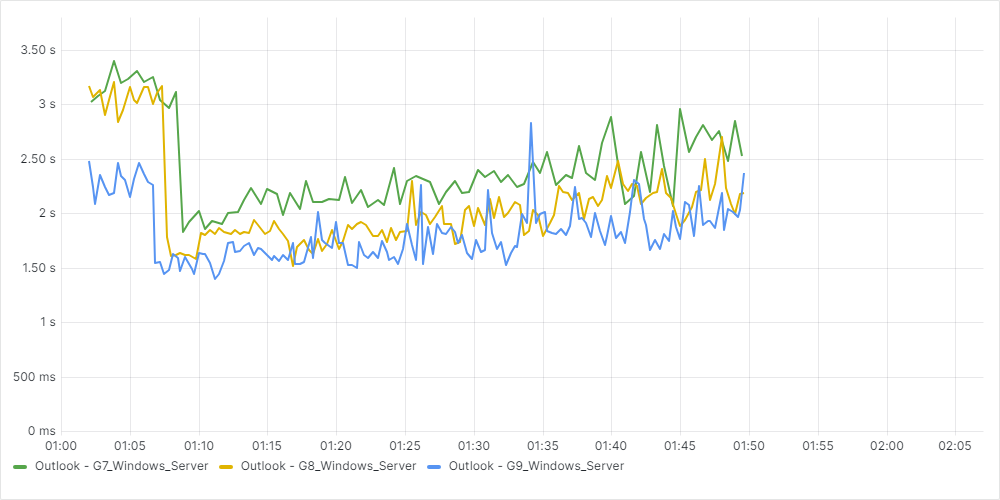 3.50 s
3 s
2.50 s
2 s
1.50 s
1 s
500 ms
0 ms
01:00 01:05 01:10 01:15 01:20 01:25 01:30 01:35 01:40 01:45 01:50 01:55 02:00 02:05
Outlook - G7_Windows_Server Outlook - G8_Windows_Server Outlook - G9_Windows_Server